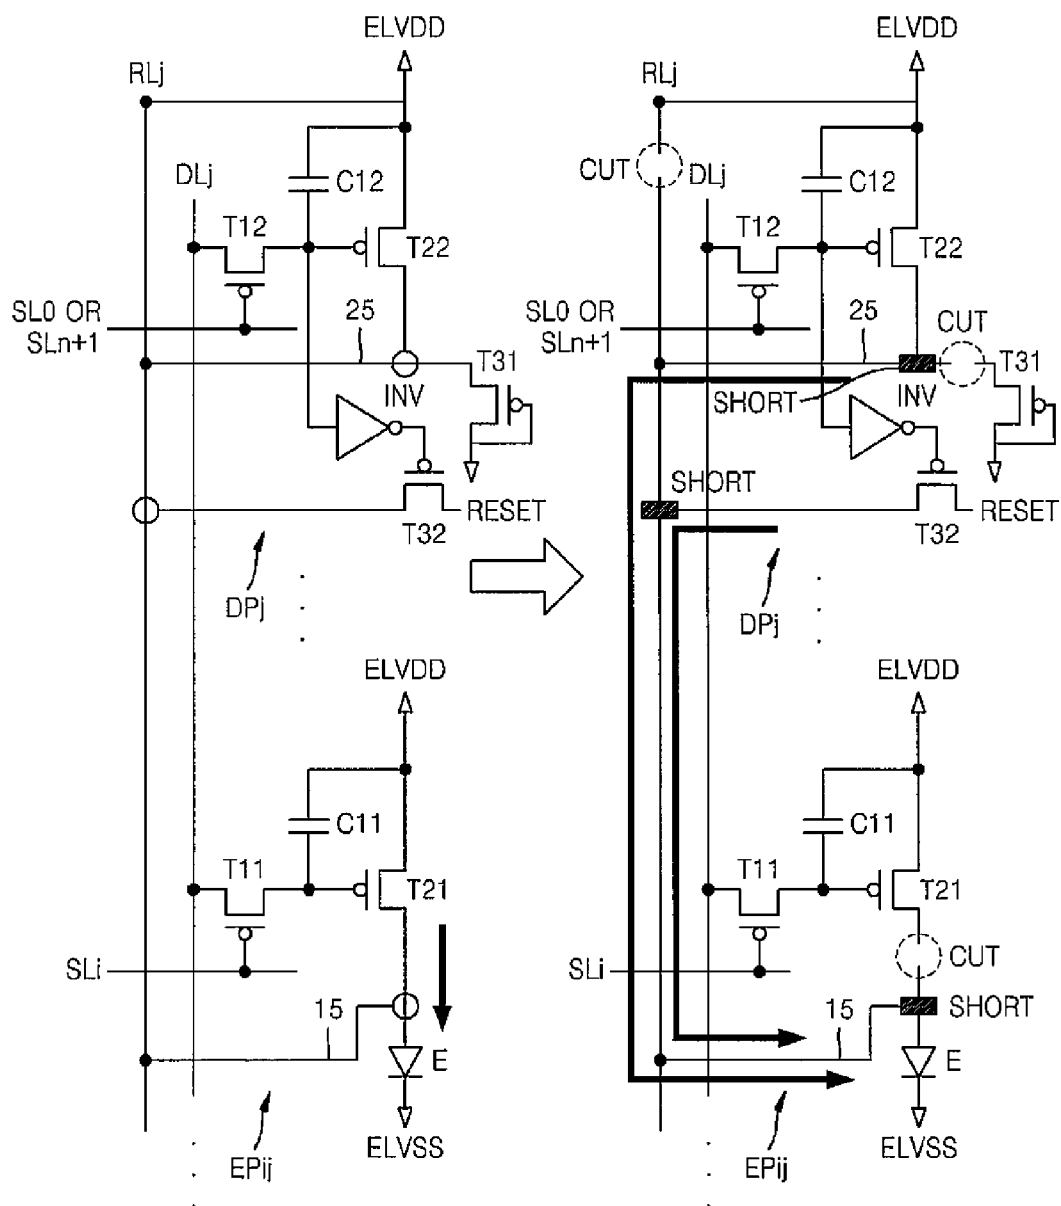 ELVDD
RLj
DLj
C12
T12
T22
SL0 OR
SLn+1
25
T31
INV
RESET
T32
DPj
ELVDD
C11
T11
T21
SLi
15
E
ELVSS
EPij
ELVDD
RLj
CUT
DLj
C12
T12
T22
SL0 OR
SLn+1
25
CUT
T31
SHORT
INV
SHORT
RESET
T32
DPj
ELVDD
C11
T11
T21
CUT
SLi
SHORT
15
E
ELVSS
EPij